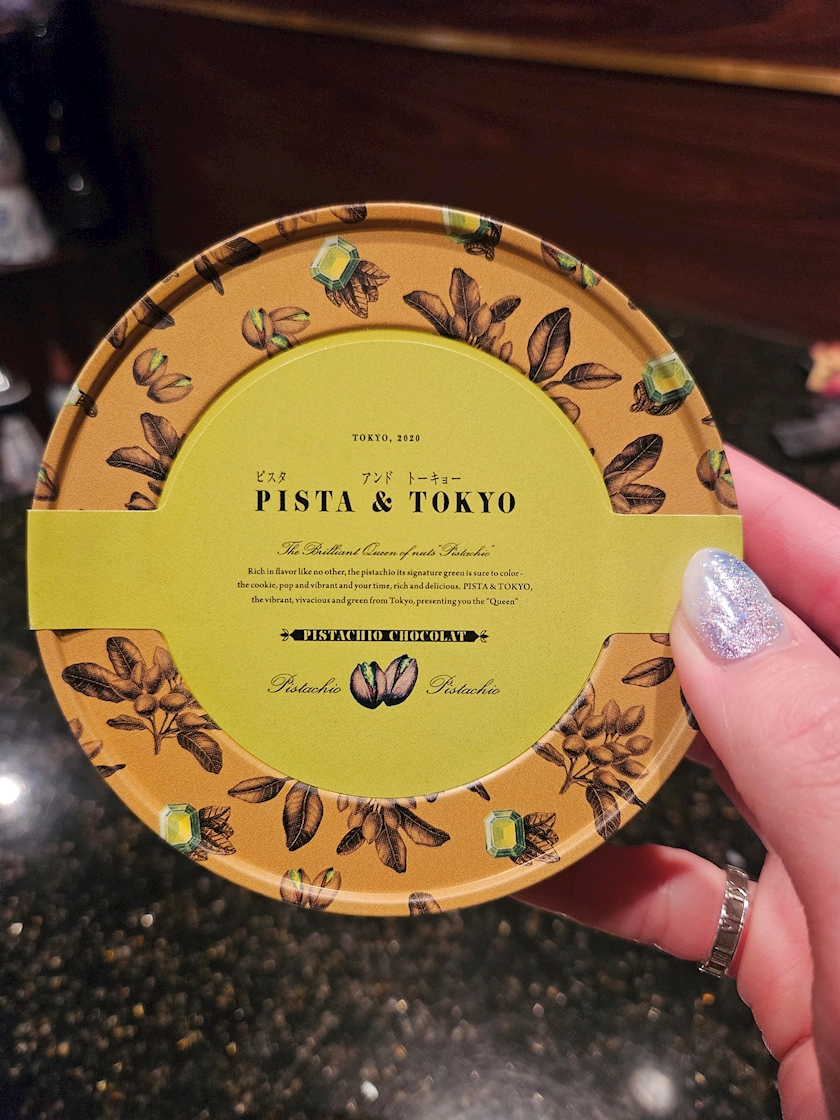 TOKYO, 2020
ピスタ アンド トーキョー
PISTA & TOKYO
The Brilliant Queen of nuts "Pistachio"
Rich in flavor like no other, the pistachio its signature green is sure to color-
the cookie, pop and vibrant and your time, rich and delicious. PISTA & TOKYO,
the vibrant, vivacious and green from Tokyo, presenting you the "Queen"
PISTACHIO CHOCOLAT
Pistachio Pistachio